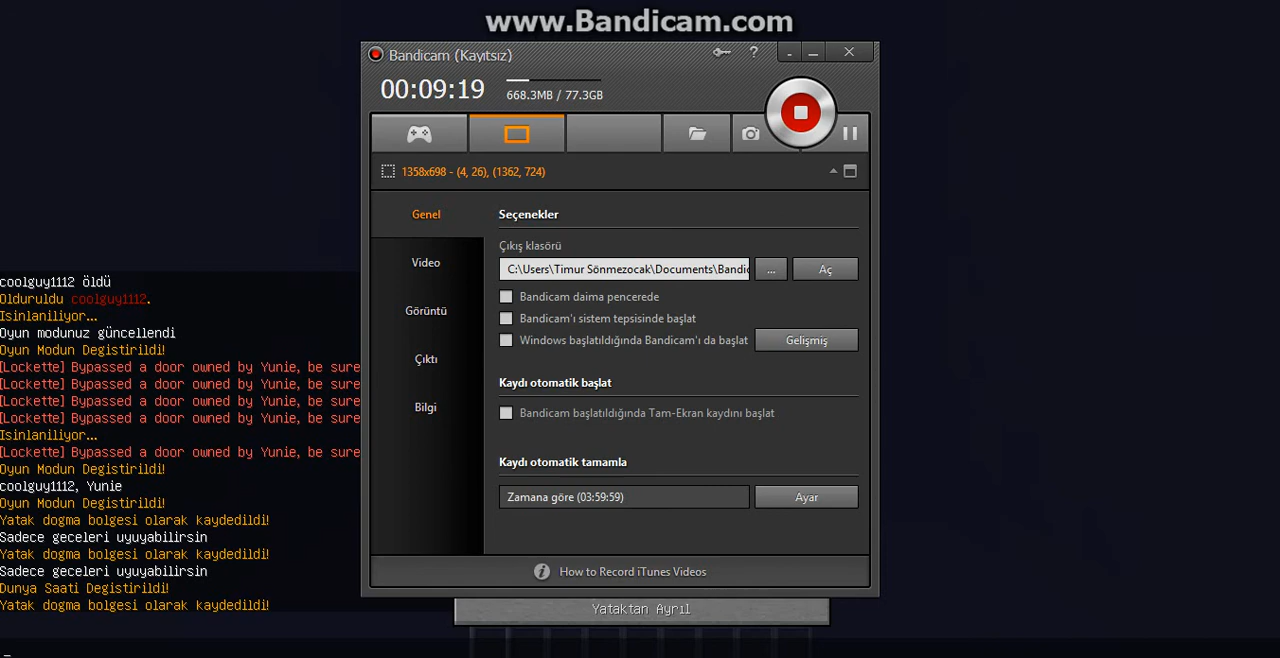 www.Bandicam.com
Bandicam (Kayıtsız)
?
00:09:19
668.3MB / 77.3GB
1358x698 - (4, 26), (1362, 724)
Genel
Video
Görüntü
Çıktı
Bilgi
Seçenekler
Çıkış klasörü
C:\Users\Timur Sönmezocak\Documents\Bandic
...
Aç
Bandicam daima pencerede
Bandicam'ı sistem tepsisinde başlat
Windows başlatıldığında Bandicam'ı da başlat
Gelişmiş
Kaydı otomatik başlat
Bandicam başlatıldığında Tam-Ekran kaydını başlat
Kaydı otomatik tamamla
Zamana göre (03:59:59)
Ayar
How to Record iTunes Videos
coolguy1112 öldü
Olduruldu coolguy1112.
Isinlaniliyor...
Oyun modunuz güncellendi
Oyun Modun Degistirildi!
[Lockette] Bypassed a door owned by Yunie, be sure
[Lockette] Bypassed a door owned by Yunie, be sure
[Lockette] Bypassed a door owned by Yunie, be sure
[Lockette] Bypassed a door owned by Yunie, be sure
Isinlaniliyor...
[Lockette] Bypassed a door owned by Yunie, be sure
Oyun Modun Degistirildi!
coolguy1112, Yunie
Oyun Modun Degistirildi!
Yatak dogma bolgesi olarak kaydedildi!
Sadece geceleri uyuyabilirsin
Yatak dogma bolgesi olarak kaydedildi!
Sadece geceleri uyuyabilirsin
Dunya Saati Degistirildi!
Yatak dogma bolgesi olarak kaydedildi!
Yataktan Ayrıl
_